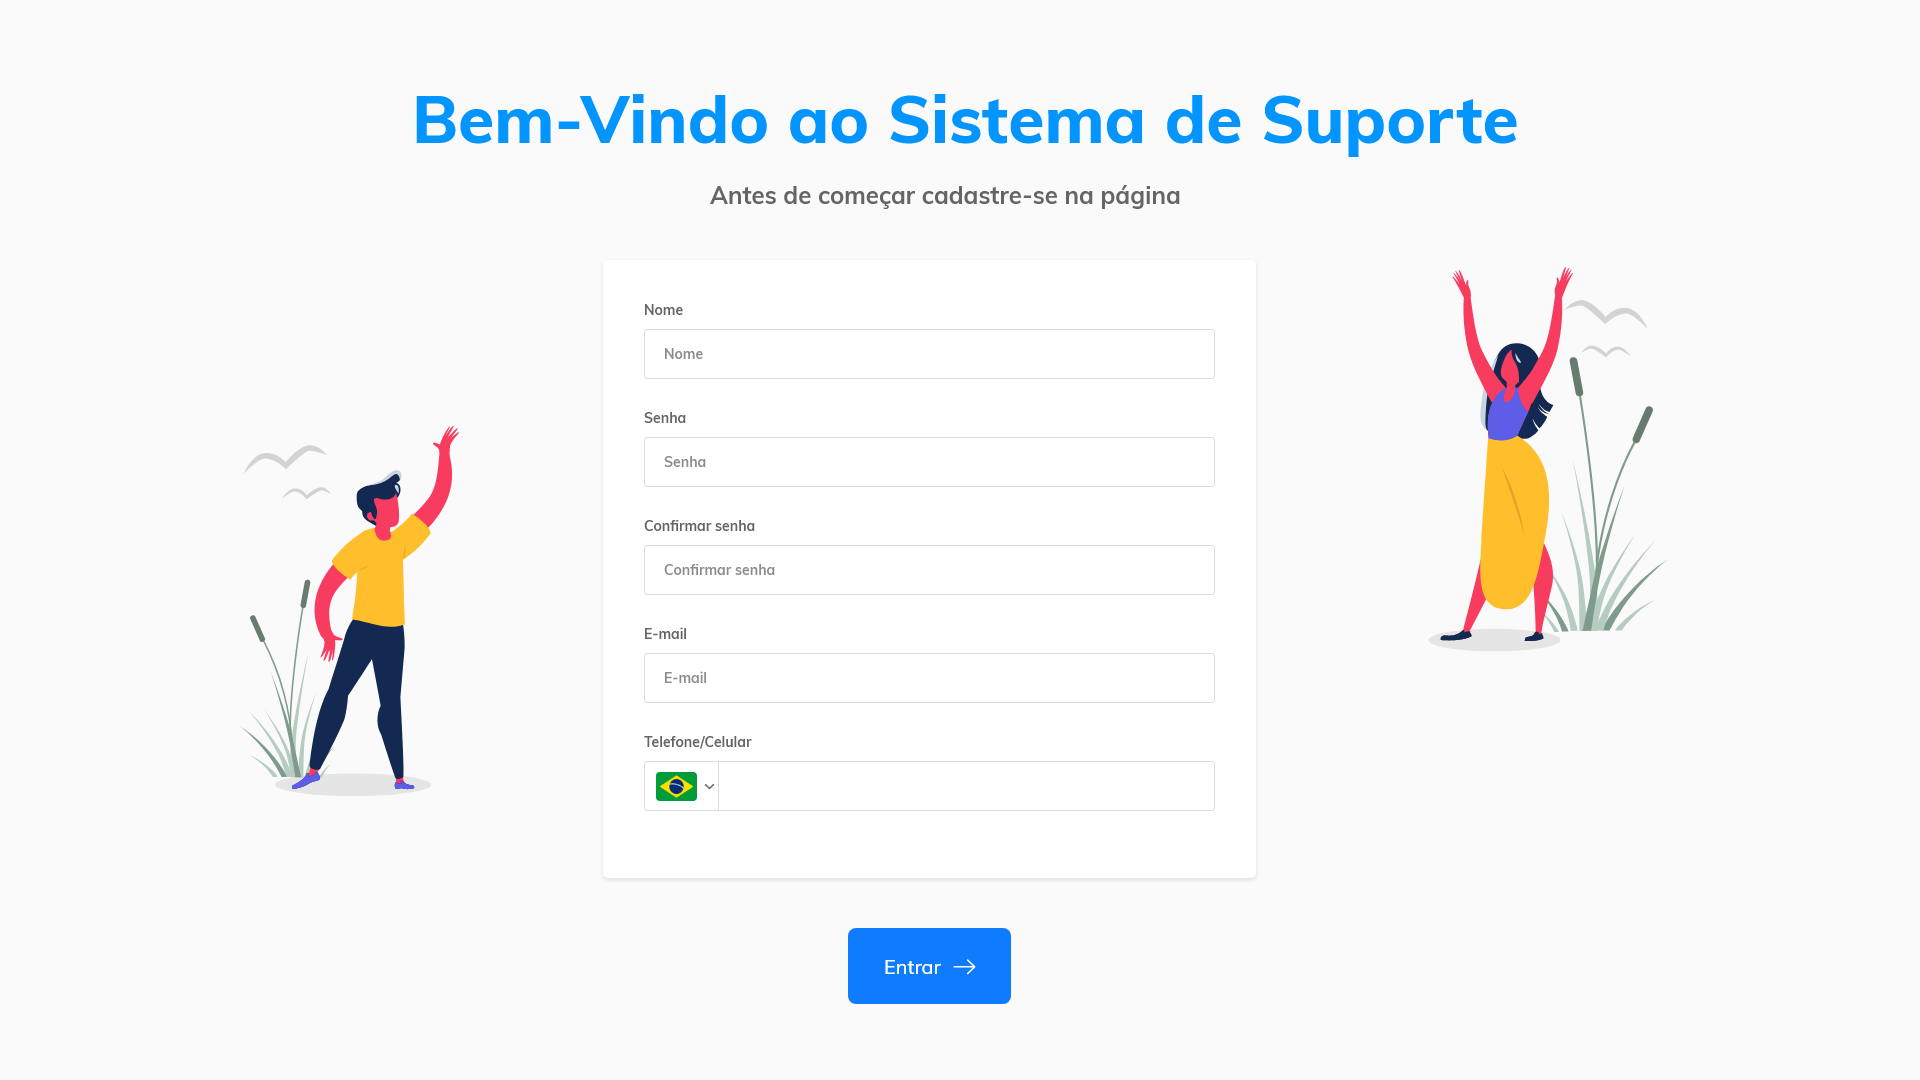 Bem-Vindo ao Sistema de Suporte
Antes de começar cadastre-se na página
Nome
Nome
Senha
Senha
Confirmar senha
Confirmar senha
E-mail
E-mail
Telefone/Celular
Entrar